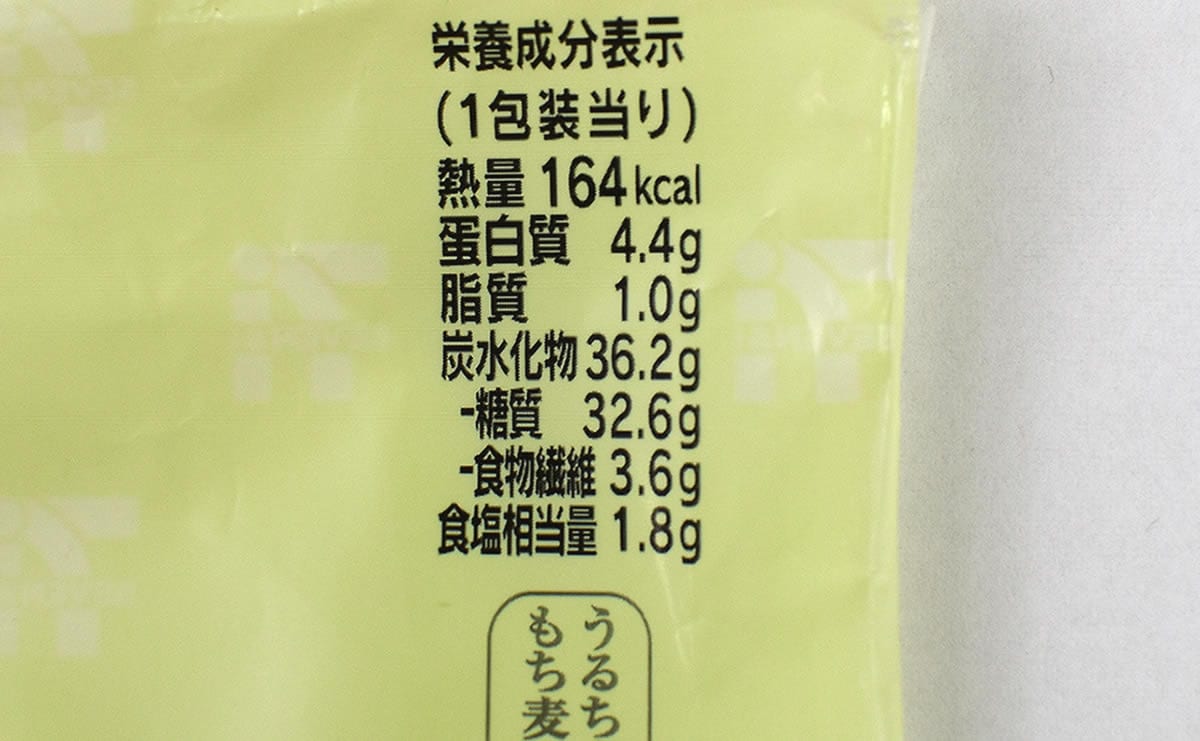 栄養成分表示
(1包装当り)
熱量 164kcal
蛋白質 4.4g
脂質 1.0g
炭水化物 36.2g
-糖質 32.6g
-食物繊維 3.6g
食塩相当量 1.8g
うるち
もち麦